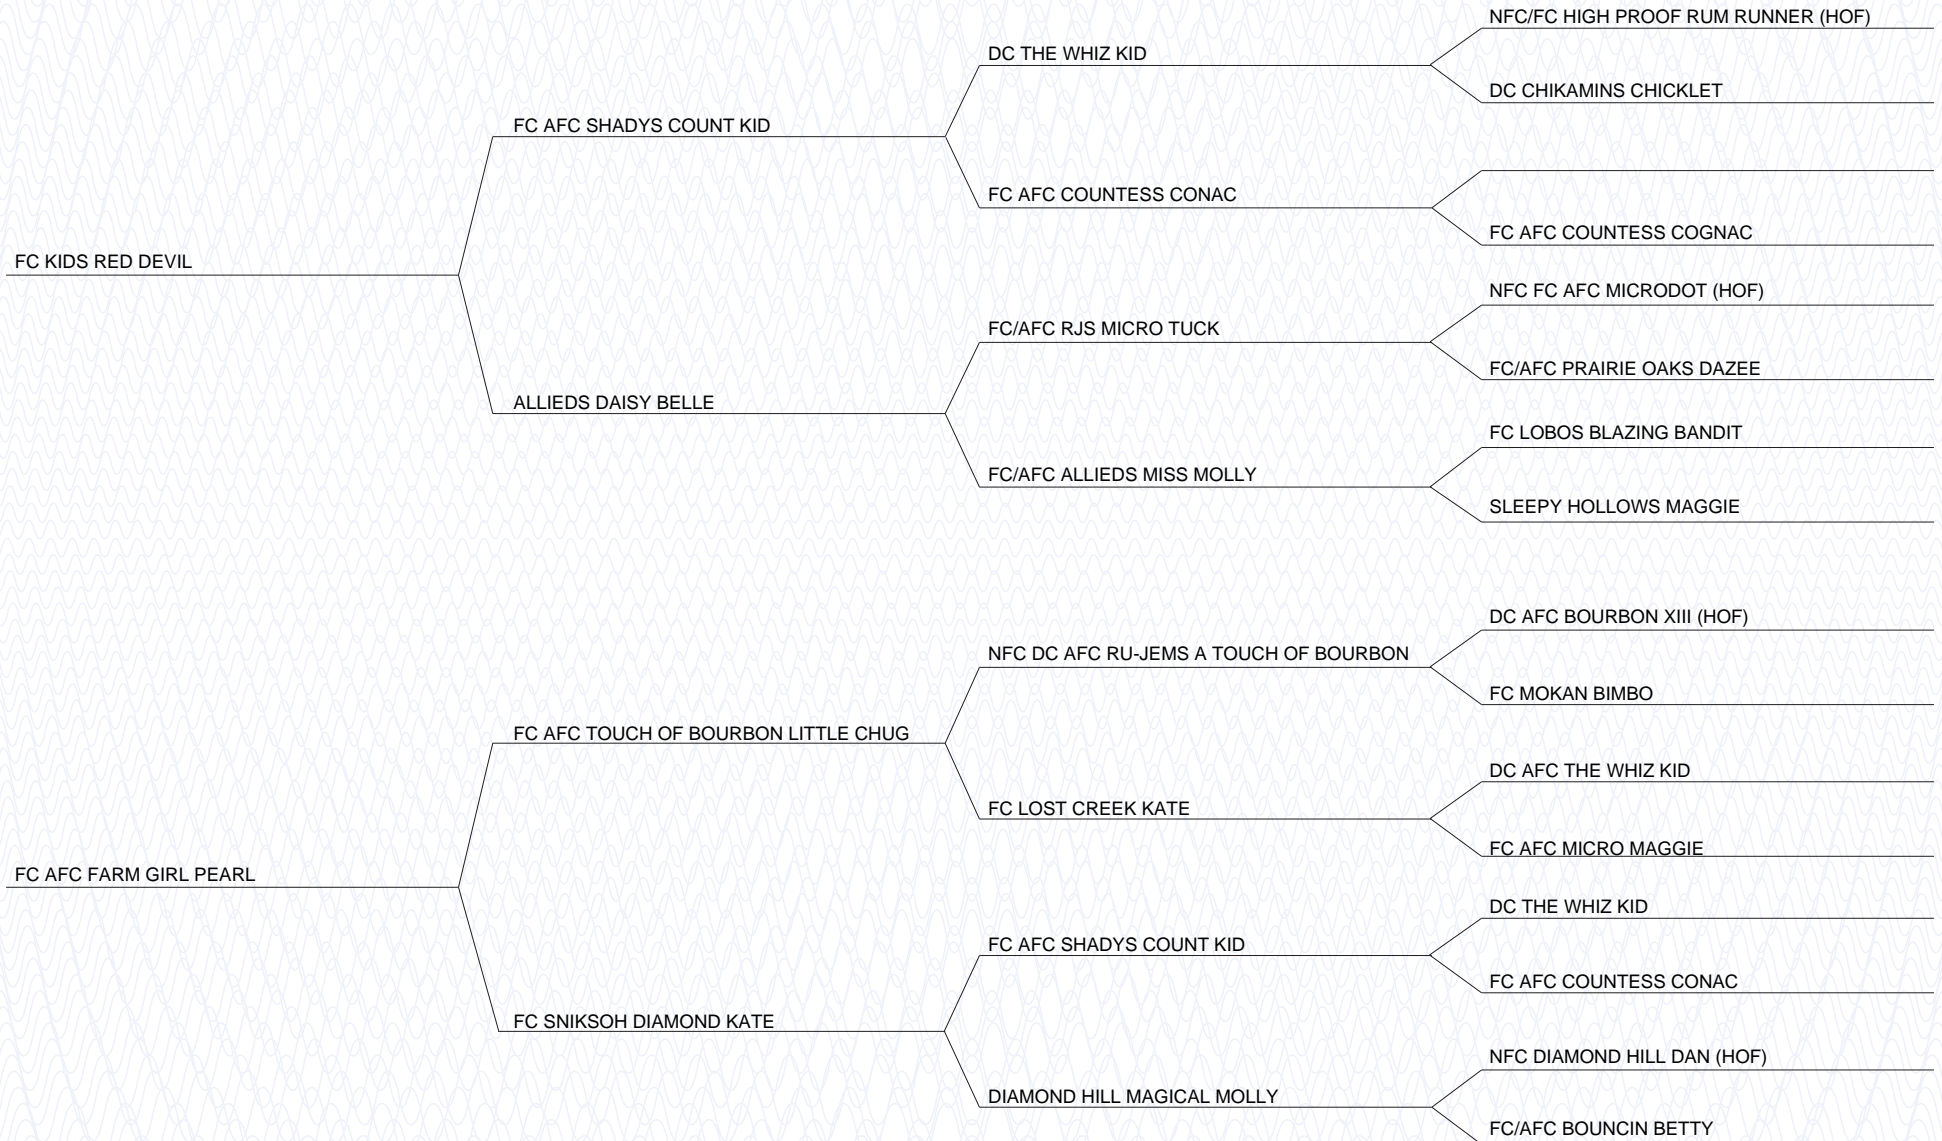 NFC/FC HIGH PROOF RUM RUNNER (HOF)
DC THE WHIZ KID
DC CHIKAMINS CHICKLET
FC AFC SHADYS COUNT KID
FC AFC COUNTESS CONAC
FC AFC COUNTESS COGNAC
FC KIDS RED DEVIL
NFC FC AFC MICRODOT (HOF)
FC/AFC RJS MICRO TUCK
FC/AFC PRAIRIE OAKS DAZEE
ALLIEDS DAISY BELLE
FC LOBOS BLAZING BANDIT
FC/AFC ALLIEDS MISS MOLLY
SLEEPY HOLLOWS MAGGIE
DC AFC BOURBON XIII (HOF)
NFC DC AFC RU-JEMS A TOUCH OF BOURBON
FC MOKAN BIMBO
FC AFC TOUCH OF BOURBON LITTLE CHUG
DC AFC THE WHIZ KID
FC LOST CREEK KATE
FC AFC MICRO MAGGIE
FC AFC FARM GIRL PEARL
DC THE WHIZ KID
FC AFC SHADYS COUNT KID
FC AFC COUNTESS CONAC
FC SNIKSOH DIAMOND KATE
NFC DIAMOND HILL DAN (HOF)
DIAMOND HILL MAGICAL MOLLY
FC/AFC BOUNCIN BETTY